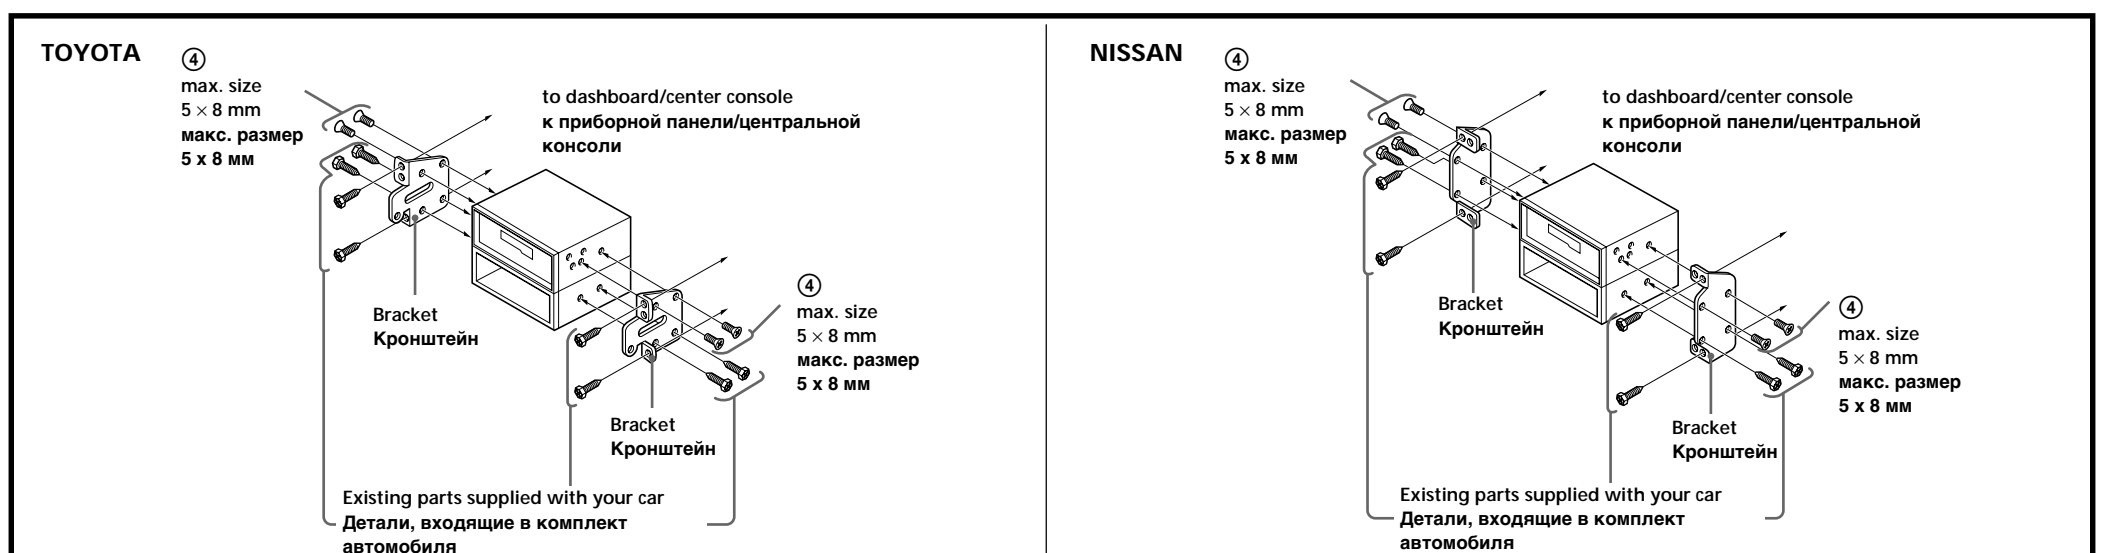 TOYOTA
④
max. size
5 × 8 mm
макс. размер
5 x 8 мм
to dashboard/center console
к приборной панели/центральной
консоли
Bracket
Кронштейн
④
max. size
5 × 8 mm
макс. размер
5 x 8 мм
Bracket
Кронштейн
Existing parts supplied with your car
Детали, входящие в комплект
автомобиля
NISSAN
④
max. size
5 × 8 mm
макс. размер
5 x 8 мм
to dashboard/center console
к приборной панели/центральной
консоли
Bracket
Кронштейн
④
max. size
5 × 8 mm
макс. размер
5 x 8 мм
Bracket
Кронштейн
Existing parts supplied with your car
Детали, входящие в комплект
автомобиля